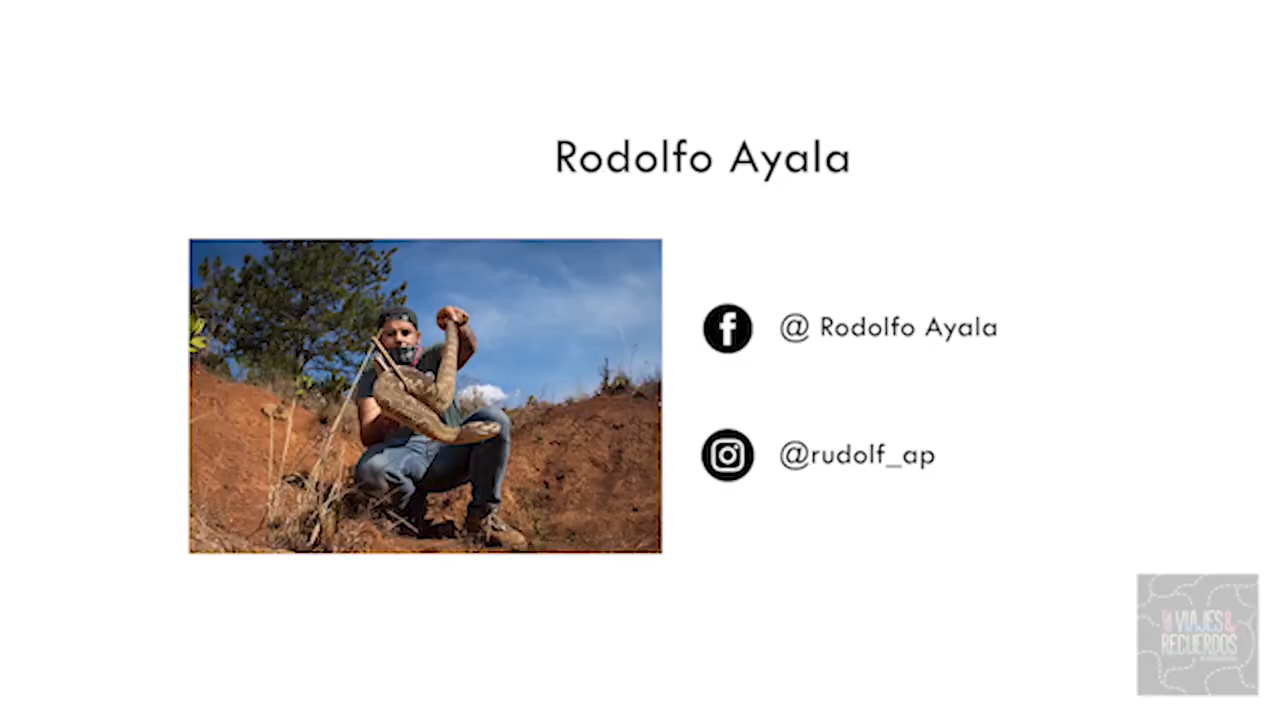 Rodolfo Ayala
@ Rodolfo Ayala
@rudolf_ap
VIAJES&
RECUERDOS